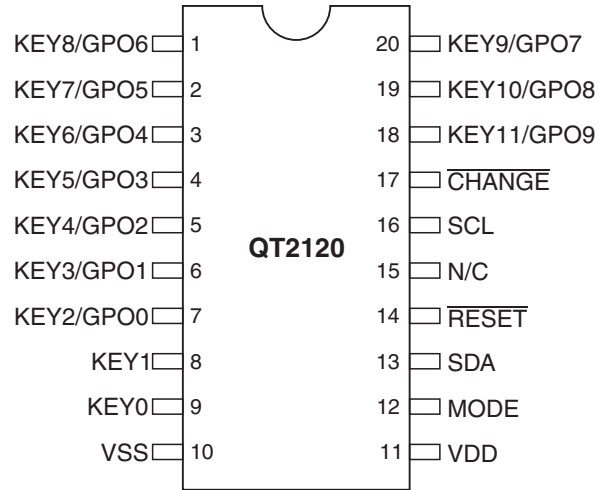 KEY8/GPO6 1 20 KEY9/GPO7
KEY7/GPO5 2 19 KEY10/GPO8
KEY6/GPO4 3 18 KEY11/GPO9
KEY5/GPO3 4 17 CHANGE
KEY4/GPO2 5 16 SCL
QT2120
KEY3/GPO1 6 15 N/C
KEY2/GPO0 7 14 RESET
KEY1 8 13 SDA
KEY0 9 12 MODE
VSS 10 11 VDD